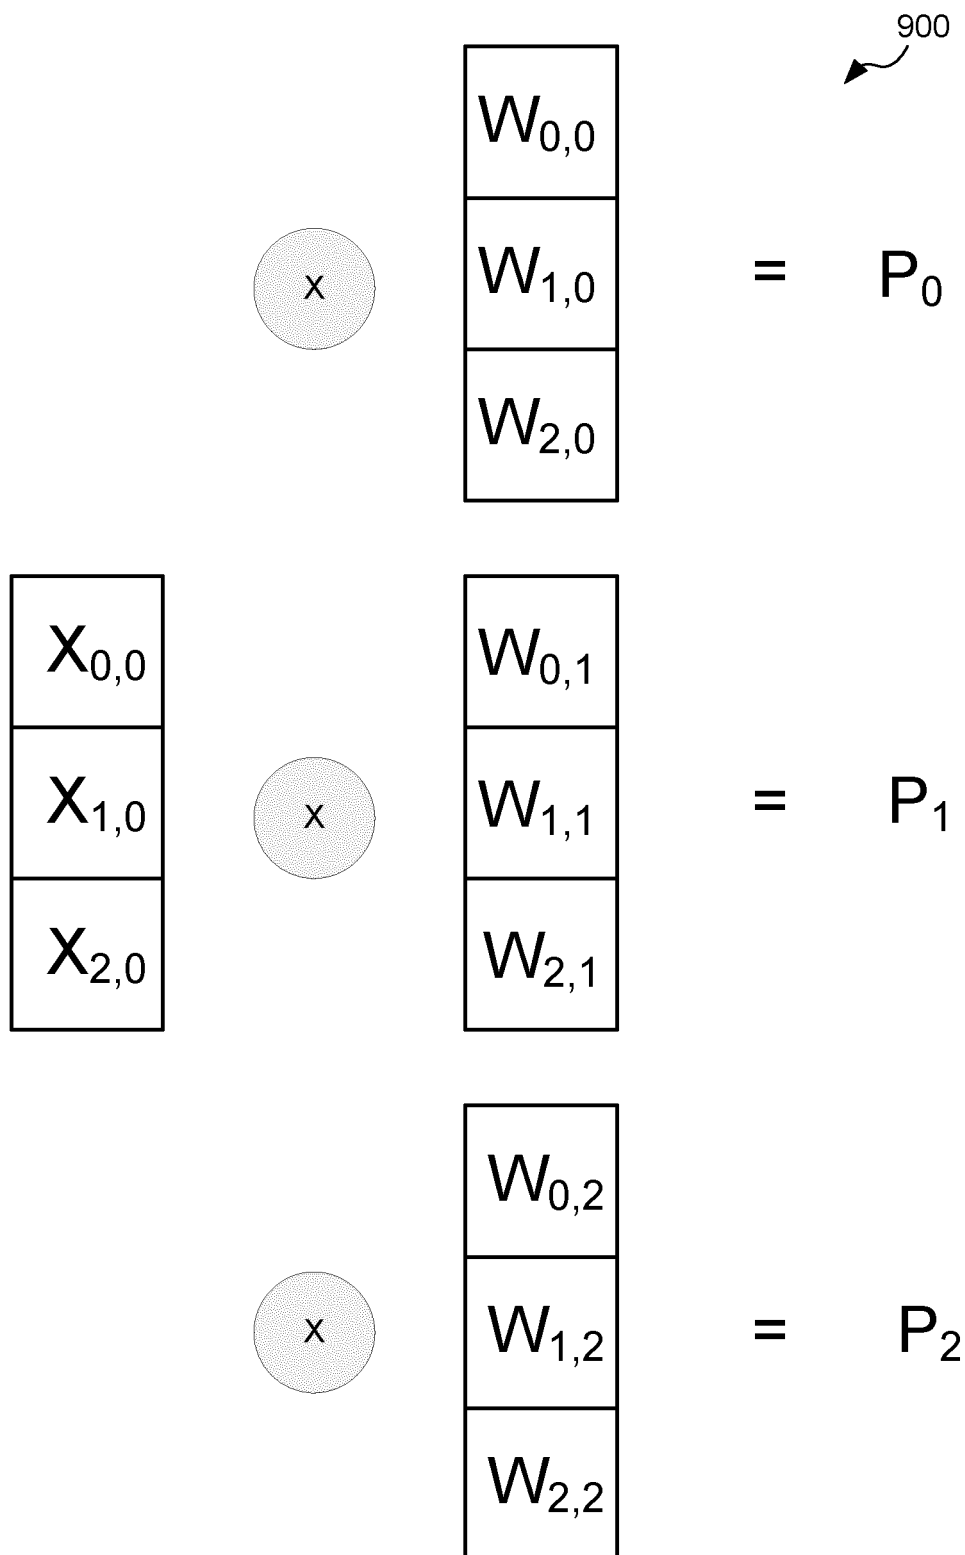 900
W0,0
X W1,0 = P0
W2,0
X0,0 W0,1
X1,0 X W1,1 = P1
X2,0 W2,1
W0,2
X W1,2 = P2
W2,2